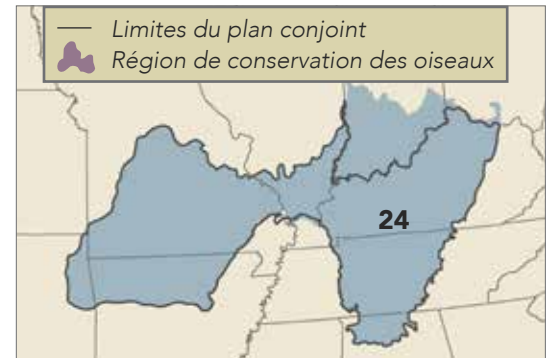 Limites du plan conjoint
Région de conservation des oiseaux
24